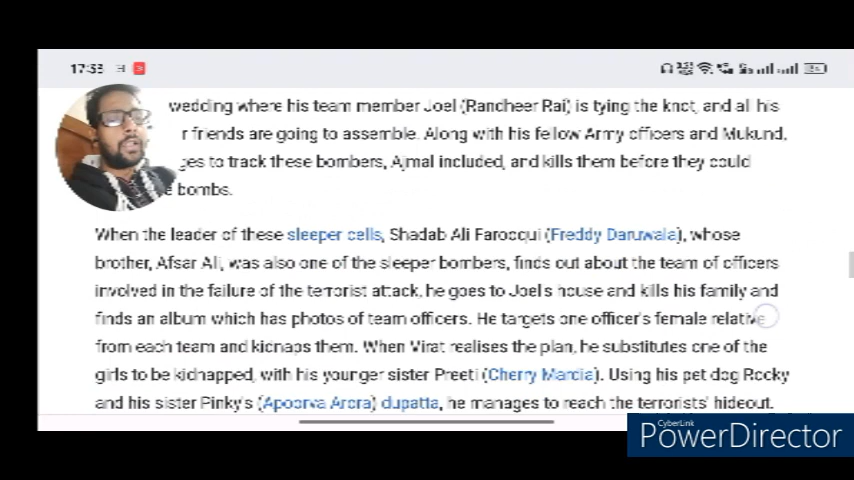 17:53
wedding where his team member Joel (Randheer Rai) is tying the knot, and all his
r friends are going to assemble. Along with his fellow Army officers and Mukund,
ges to track these bombers, Ajmal included, and kills them before they could
e bombs.
When the leader of these sleeper cells, Shadab Ali Farooqui (Freddy Daruwala), whose
brother, Afsar Ali, was also one of the sleeper bombers, finds out about the team of officers
involved in the failure of the terrorist attack, he goes to Joel's house and kills his family and
finds an album which has photos of team officers. He targets one officer's female relative
from each team and kidnaps them. When Virat realises the plan, he substitutes one of the
girls to be kidnapped, with his younger sister Preeti (Cherry Mardia). Using his pet dog Rocky
and his sister Pinky's (Apoorva Arora) dupatta, he manages to reach the terrorists' hideout.
CyberLink
PowerDirector